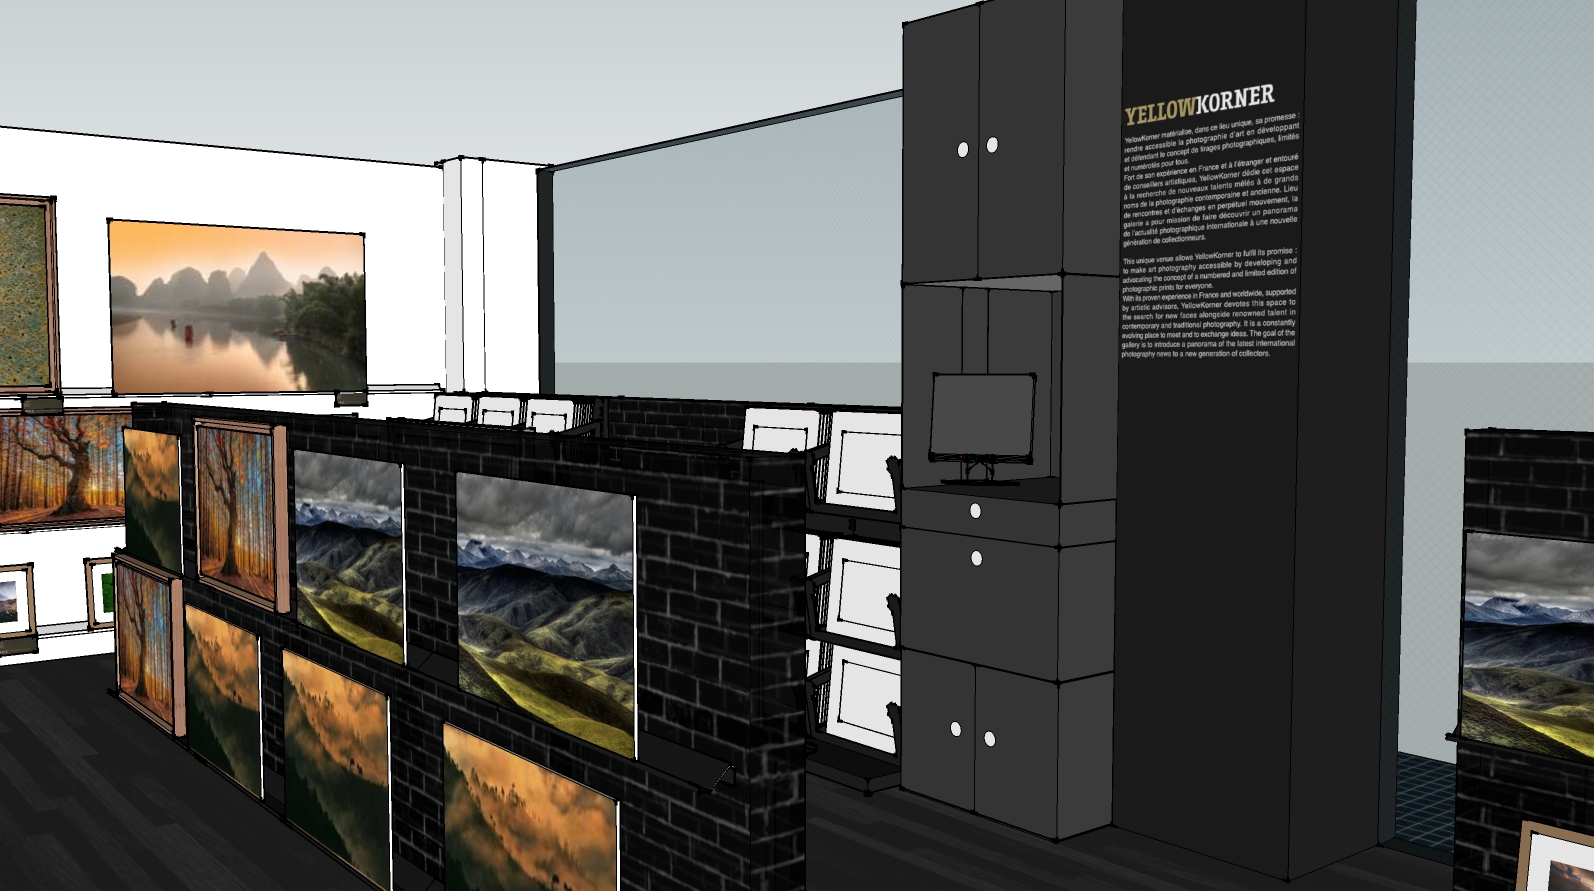 YELLOWKORNER
YellowKorner matérialise, dans ce lieu unique, sa promesse :
rendre accessible la photographie d'art en développant
et défendant le concept de tirages photographiques, limités
et numérotés pour tous.
Fort de son expérience en France et à l'étranger et entouré
de conseillers artistiques, YellowKorner dédie cet espace
à la recherche de nouveaux talents mêlés à de grands
noms de la photographie contemporaine et ancienne. Lieu
de rencontres et d'échanges en perpétuel mouvement, la
galerie a pour mission de faire découvrir un panorama
de l'actualité photographique internationale à une nouvelle
génération de collectionneurs.
This unique venue allows YellowKorner to fulfill its promise :
to make art photography accessible by developing and
advocating the concept of a numbered and limited edition of
photographic prints for everyone.
With its proven experience in France and worldwide, supported
by artistic advisors, YellowKorner devotes this space to
the search for new faces alongside renowned talent in
contemporary and traditional photography. It is a constantly
evolving place to meet and to exchange ideas. The goal of the
gallery is to introduce a panorama of the latest international
photography news to a new generation of collectors.